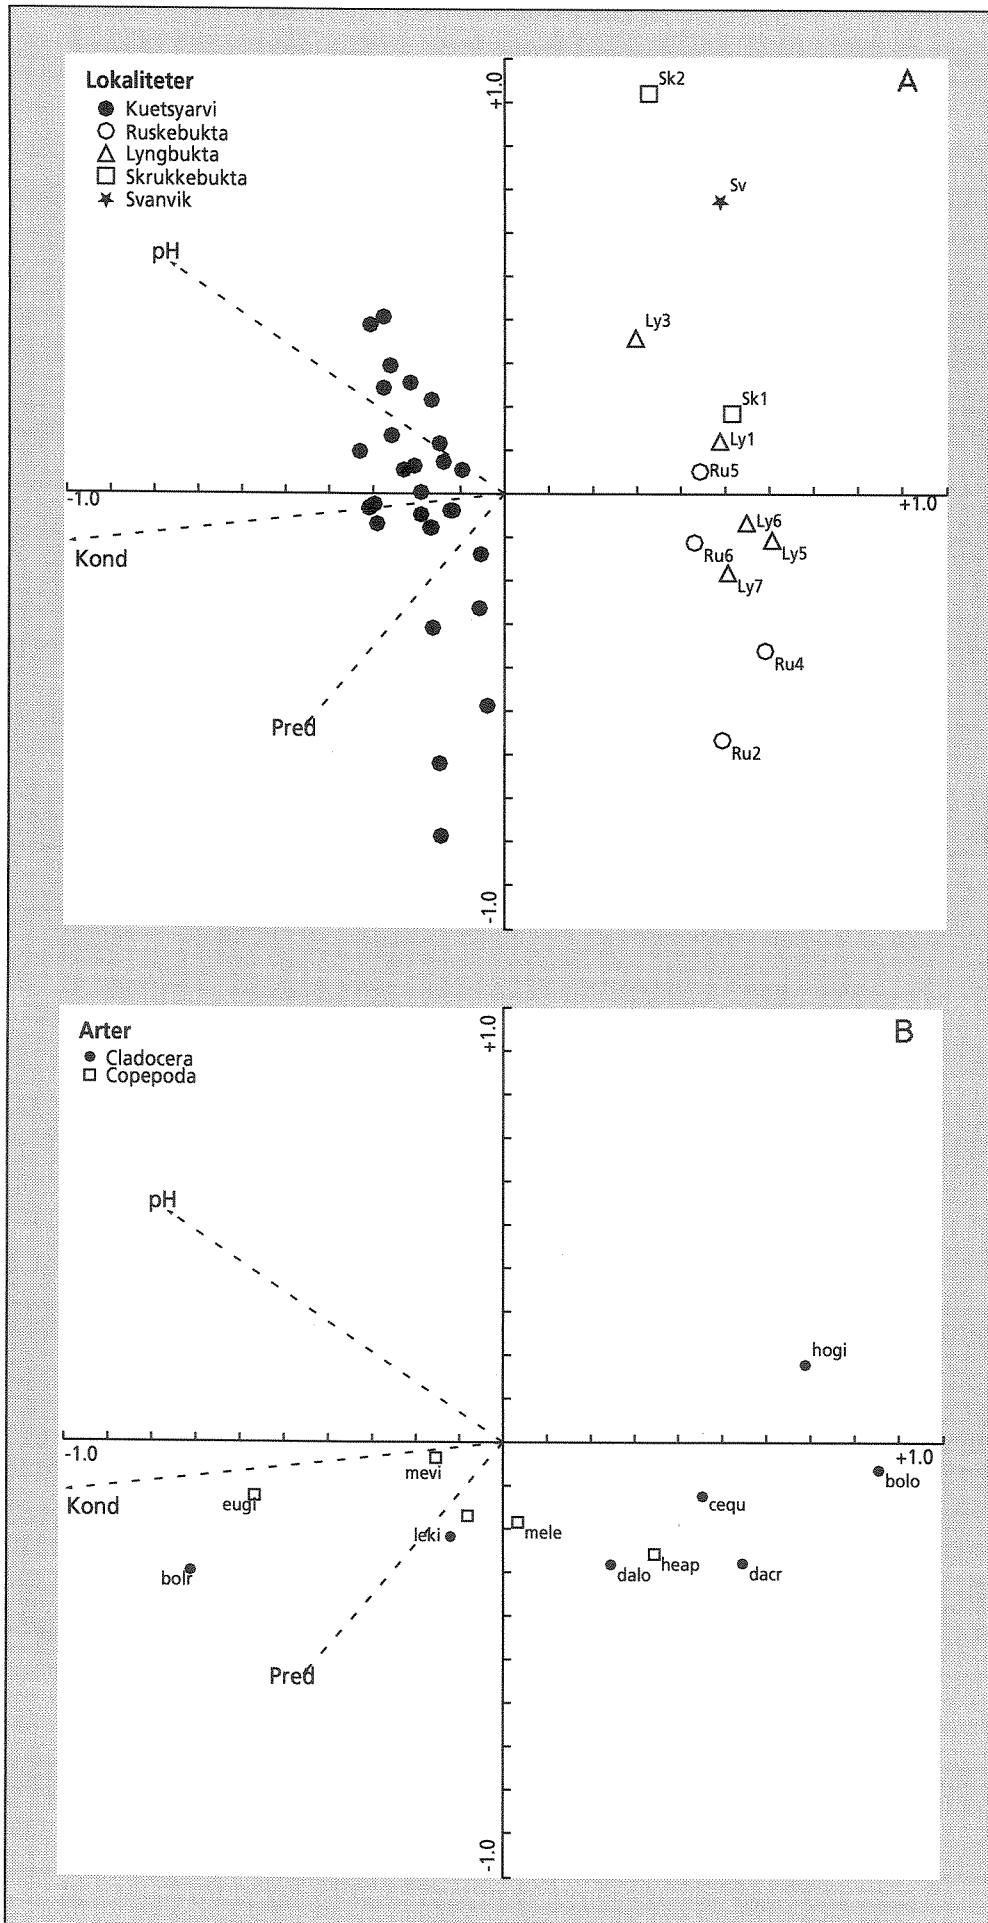 A
Lokaliteter
Kuetsyarvi
Ruskebukta
Lyngbukta
Skrukkebukta
Svanvik
+1.0
Sk2
Sv
pH
Ly3
Sk1
Ly1
Ru5
-1.0
+1.0
Kond
Ly6
Ru6
Ly5
Ly7
Ru4
Pred
Ru2
-1.0
B
Arter
Cladocera
Copepoda
+1.0
pH
hogi
-1.0
+1.0
mevi
bolo
Kond
eugi
cequ
leki
mele
heap
bolr
dalo
dacr
Pred
-1.0